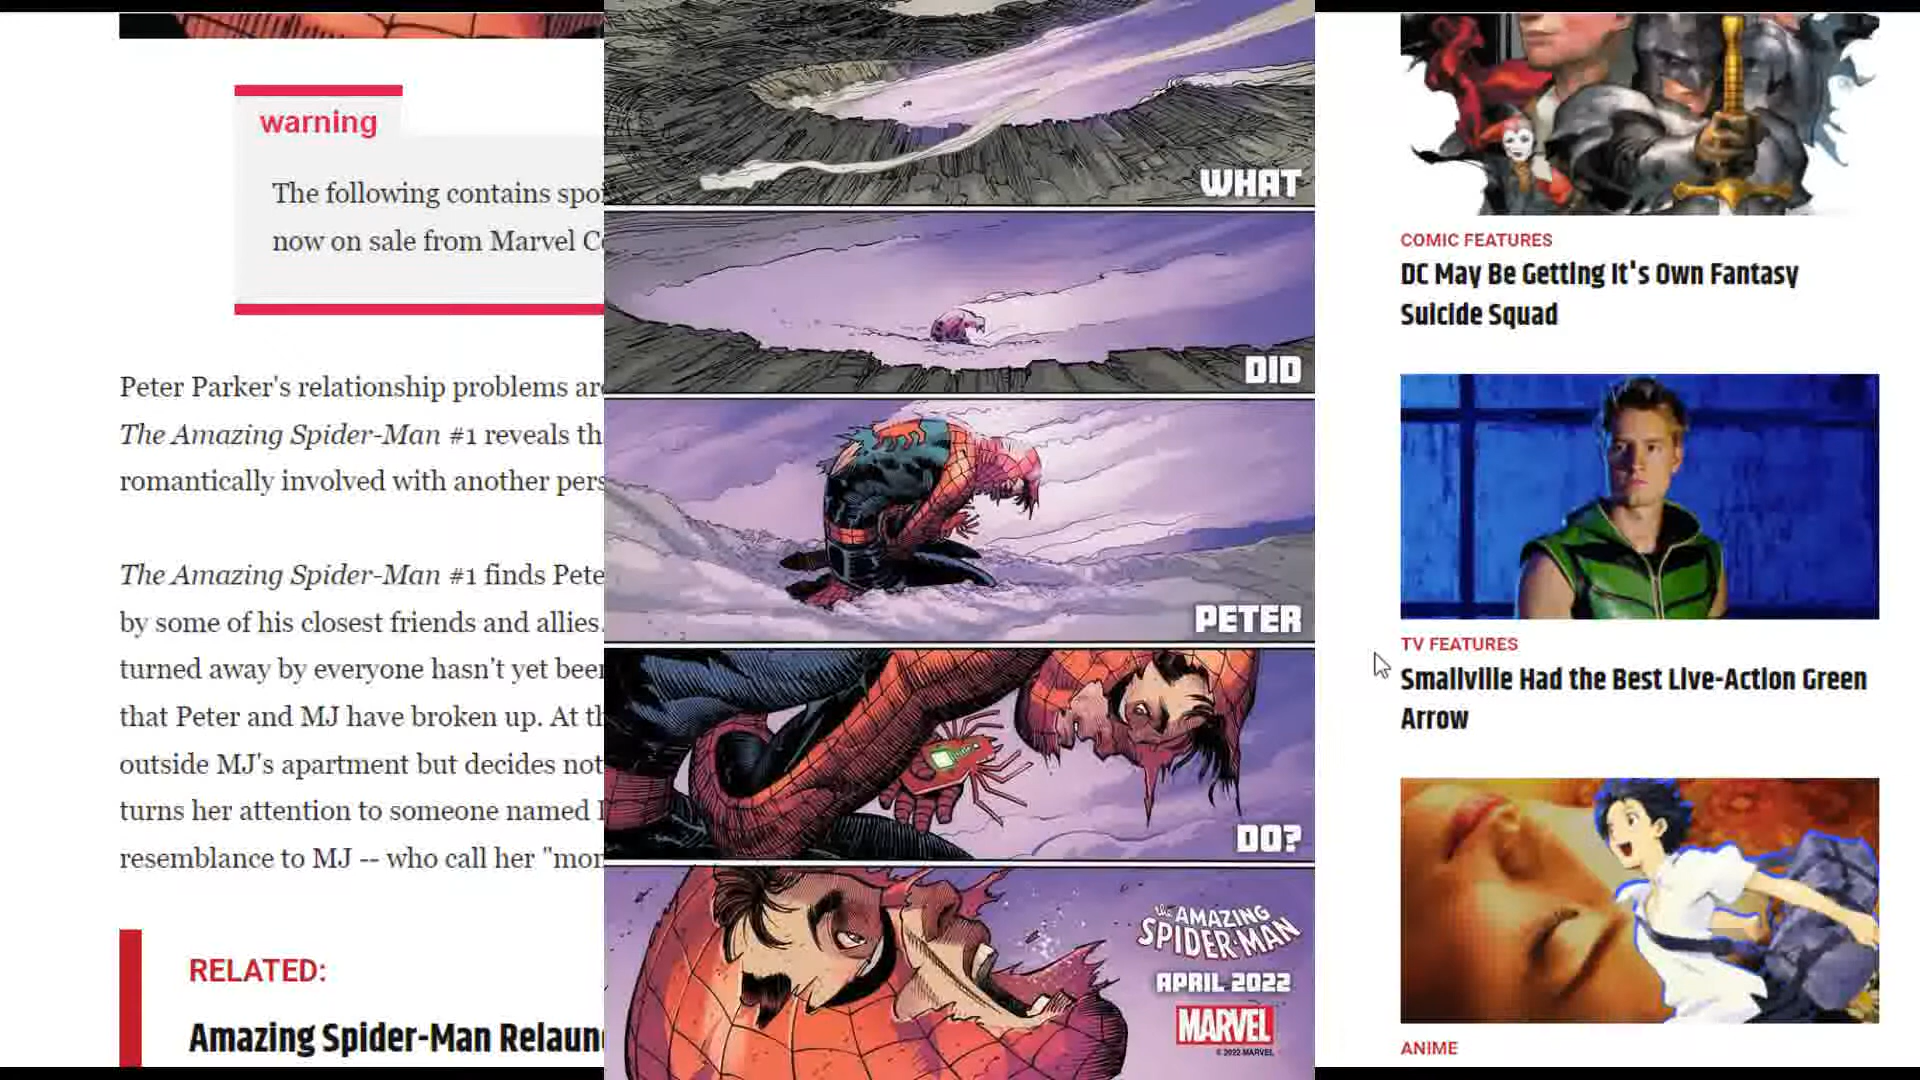 warning
The following contains spoi
now on sale from Marvel C
Peter Parker's relationship problems ar
The Amazing Spider-Man #1 reveals th
romantically involved with another pers
The Amazing Spider-Man #1 finds Pete
by some of his closest friends and allies.
turned away by everyone hasn't yet beer
that Peter and MJ have broken up. At th
outside MJ's apartment but decides not
turns her attention to someone named
resemblance to MJ -- who call her "mor
RELATED:
Amazing Spider-Man Relaun
WHAT
DID
PETER
DO?
the AMAZING
SPIDER-MAN
APRIL 2022
MARVEL
© 2022 MARVEL
COMIC FEATURES
DC May Be Getting It's Own Fantasy
Suicide Squad
TV FEATURES
Smallville Had the Best Live-Action Green
Arrow
ANIME